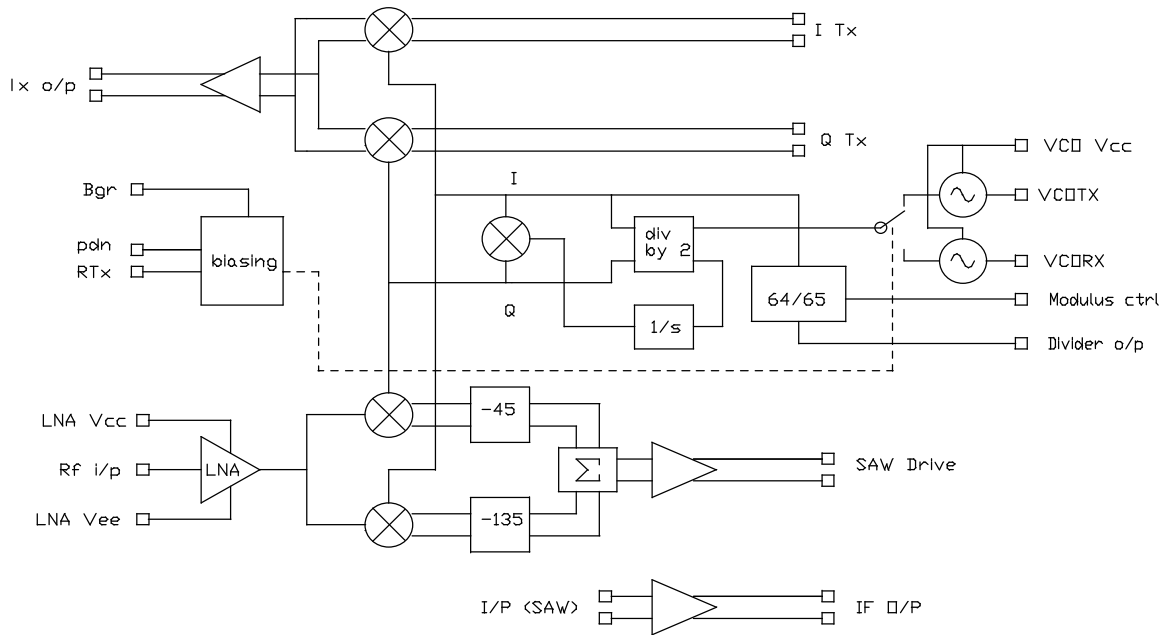 I Tx
Tx o/p
Q Tx
VCO Vcc
Bgr
I
VCOTX
pdn
RTx
biasing
div
by 2
VCORX
64/65
Modulus ctrl
Q
1/s
Divider o/p
LNA Vcc
-45
Rf i/p
LNA
Σ
SAW Drive
LNA Vee
-135
I/P (SAW)
IF O/P